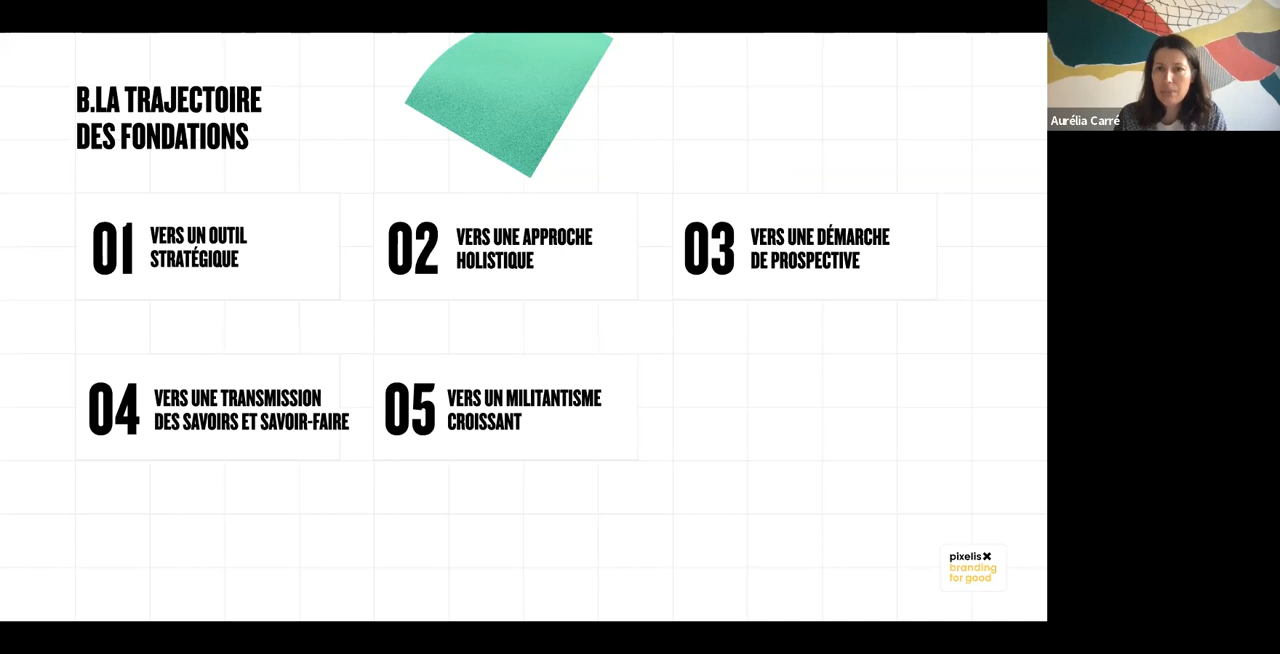 B.LA TRAJECTOIRE
DES FONDATIONS
01
VERS UN OUTIL
STRATÉGIQUE
02
VERS UNE APPROCHE
HOLISTIQUE
03
VERS UNE DÉMARCHE
DE PROSPECTIVE
04
VERS UNE TRANSMISSION
DES SAVOIRS ET SAVOIR-FAIRE
05
VERS UN MILITANTISME
CROISSANT
pixelis
branding
for good
Aurélia Carré